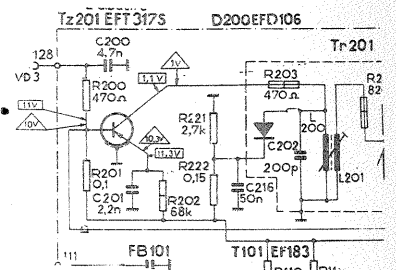 Tz201 EFT317S D200EFD106
Tr201
128
VD3
C200
4,7n
1V
1,1V
R200
470Ω
R203
470Ω
11V
10V
10,7V
11,3V
R221
2,7k
L
200
C202
200p
L201
R201
0,1
C201
2,2n
R202
68k
R222
0,15
C216
50n
82
111
FB101
T101 EF183